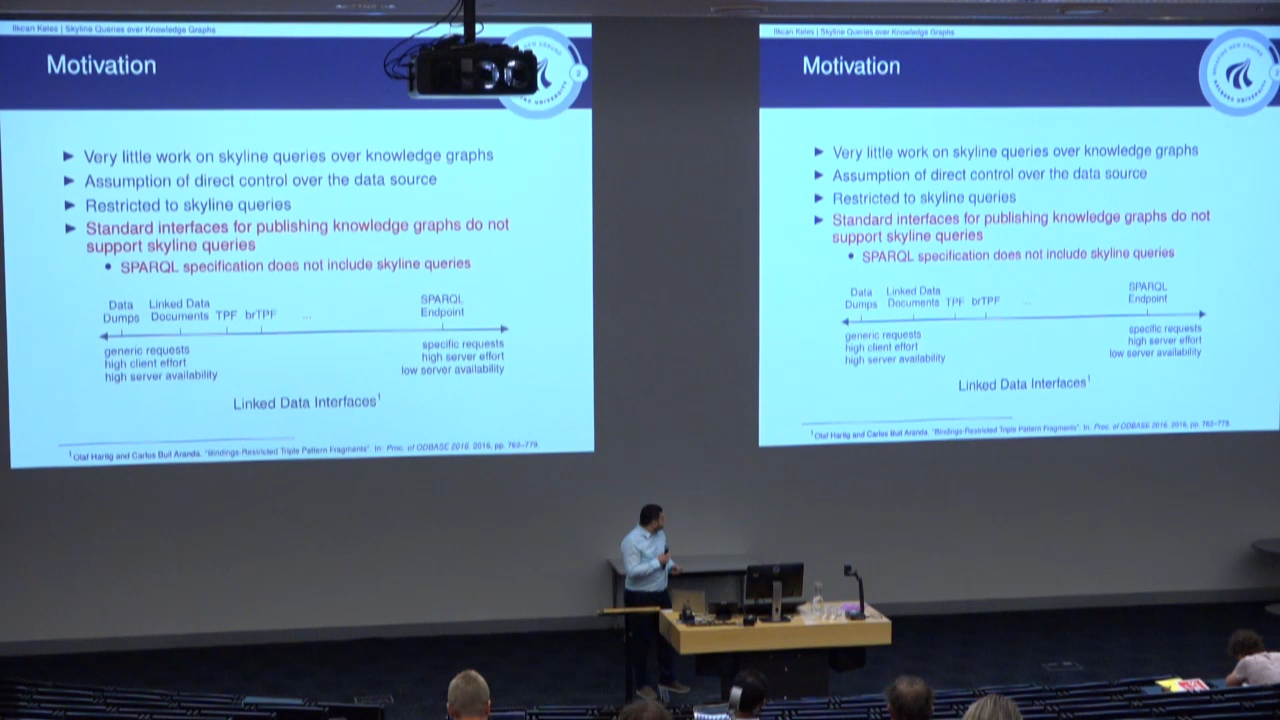 Ilkcan Keles | Skyline Queries over Knowledge Graphs
Motivation
► Very little work on skyline queries over knowledge graphs
► Assumption of direct control over the data source
► Restricted to skyline queries
► Standard interfaces for publishing knowledge graphs do not
support skyline queries
• SPARQL specification does not include skyline queries
Data Dumps
Linked Data Documents
TPF
brTPF
...
SPARQL Endpoint
generic requests
high client effort
high server availability
specific requests
high server effort
low server availability
Linked Data Interfaces1
1Olaf Hartig and Carlos Buil Aranda. "Bindings-Restricted Triple Pattern Fragments". In: Proc. of ODBASE 2016. 2016, pp. 762–779.
Ilkcan Keles | Skyline Queries over Knowledge Graphs
Motivation
► Very little work on skyline queries over knowledge graphs
► Assumption of direct control over the data source
► Restricted to skyline queries
► Standard interfaces for publishing knowledge graphs do not
support skyline queries
• SPARQL specification does not include skyline queries
Data Dumps
Linked Data Documents
TPF
brTPF
...
SPARQL Endpoint
generic requests
high client effort
high server availability
specific requests
high server effort
low server availability
Linked Data Interfaces1
1Olaf Hartig and Carlos Buil Aranda. "Bindings-Restricted Triple Pattern Fragments". In: Proc. of ODBASE 2016. 2016, pp. 762–779.